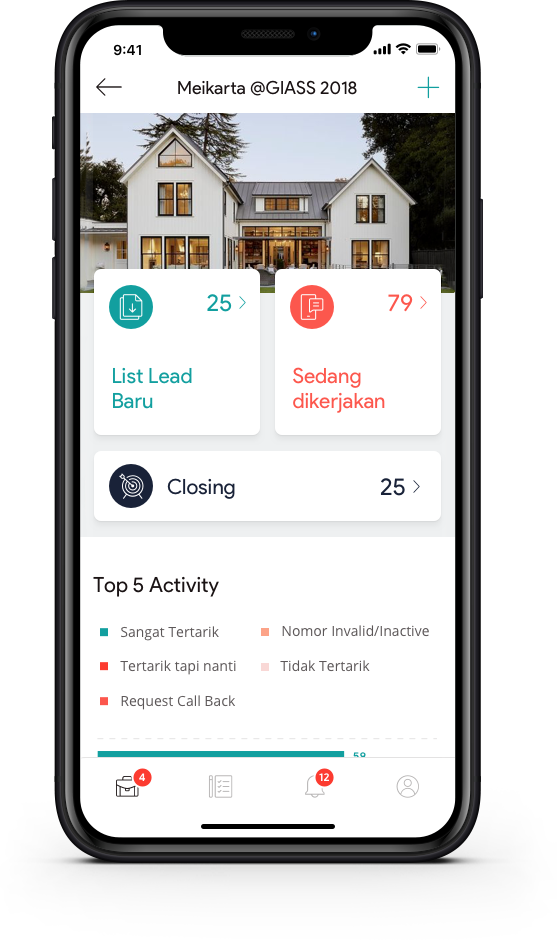 9:41
Meikarta @GIASS 2018
25
79
List Lead
Baru
Sedang
dikerjakan
Closing
25
Top 5 Activity
Sangat Tertarik
Nomor Invalid/Inactive
Tertarik tapi nanti
Tidak Tertarik
Request Call Back
59
4
12